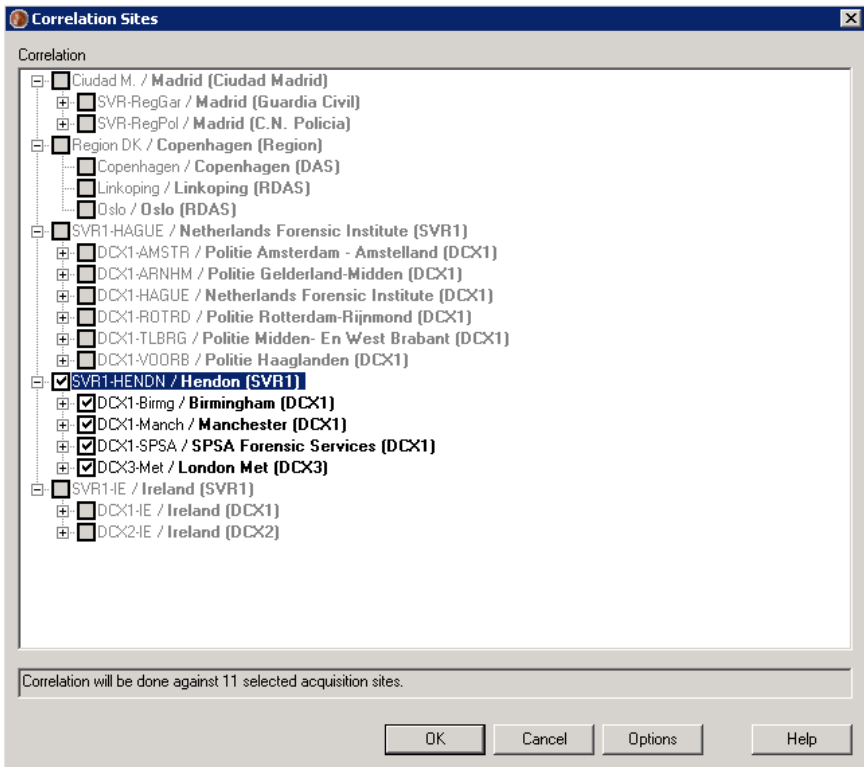 Correlation Sites
Correlation
Ciudad M. / Madrid (Ciudad Madrid)
SVR-RegGar / Madrid (Guardia Civil)
SVR-RegPol / Madrid (C.N. Policia)
Region DK / Copenhagen (Region)
Copenhagen / Copenhagen (DAS)
Linkoping / Linkoping (RDAS)
Oslo / Oslo (RDAS)
SVR1-HAGUE / Netherlands Forensic Institute (SVR1)
DCX1-AMSTR / Politie Amsterdam - Amstelland (DCX1)
DCX1-ARNHM / Politie Gelderland-Midden (DCX1)
DCX1-HAGUE / Netherlands Forensic Institute (DCX1)
DCX1-ROTRD / Politie Rotterdam-Rijnmond (DCX1)
DCX1-TLBRG / Politie Midden- En West Brabant (DCX1)
DCX1-VOORB / Politie Haaglanden (DCX1)
SVR1-HENDN / Hendon (SVR1)
DCX1-Birmg / Birmingham (DCX1)
DCX1-Manch / Manchester (DCX1)
DCX1-SPSA / SPSA Forensic Services (DCX1)
DCX3-Met / London Met (DCX3)
SVR1-IE / Ireland (SVR1)
DCX1-IE / Ireland (DCX1)
DCX2-IE / Ireland (DCX2)
Correlation will be done against 11 selected acquisition sites.
OK Cancel Options Help